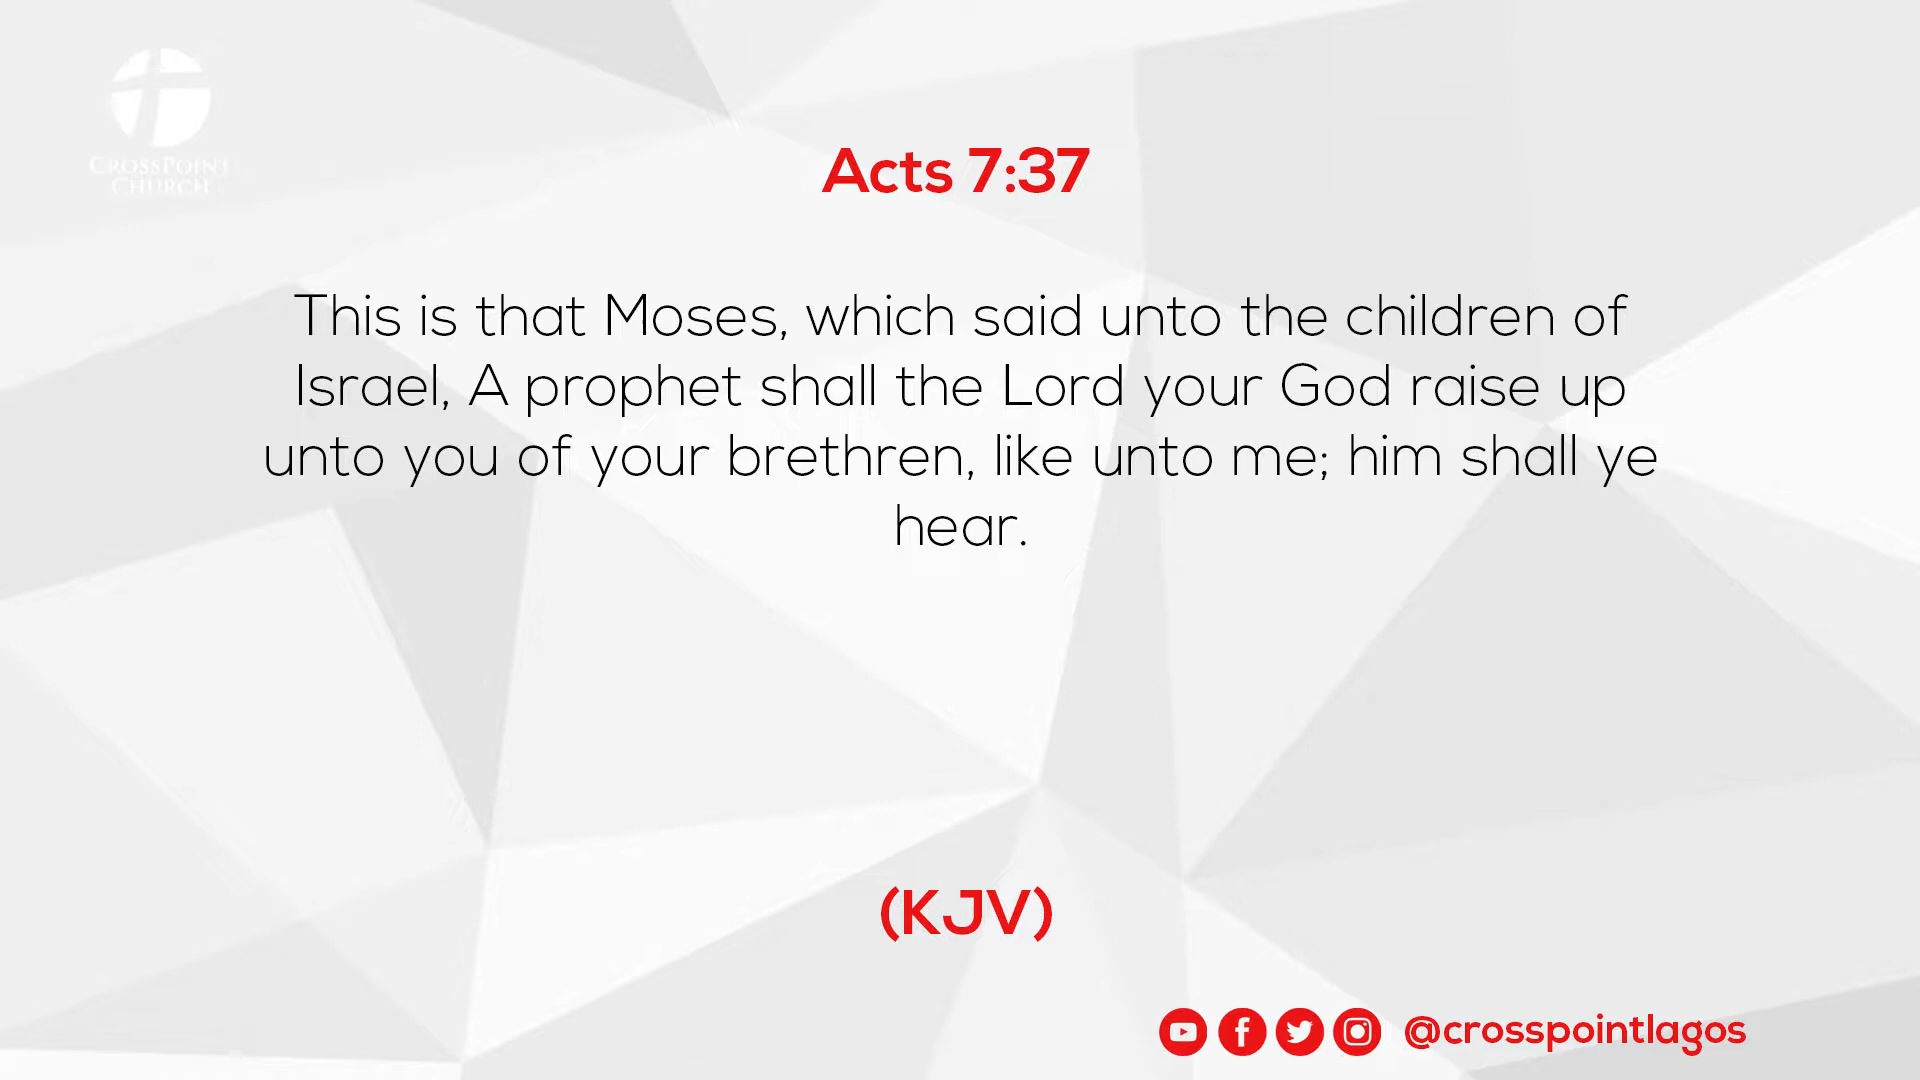 CROSSPOINT
CHURCH
Acts 7:37
This is that Moses, which said unto the children of
Israel, A prophet shall the Lord your God raise up
unto you of your brethren, like unto me; him shall ye
hear.
(KJV)
@crosspointlagos